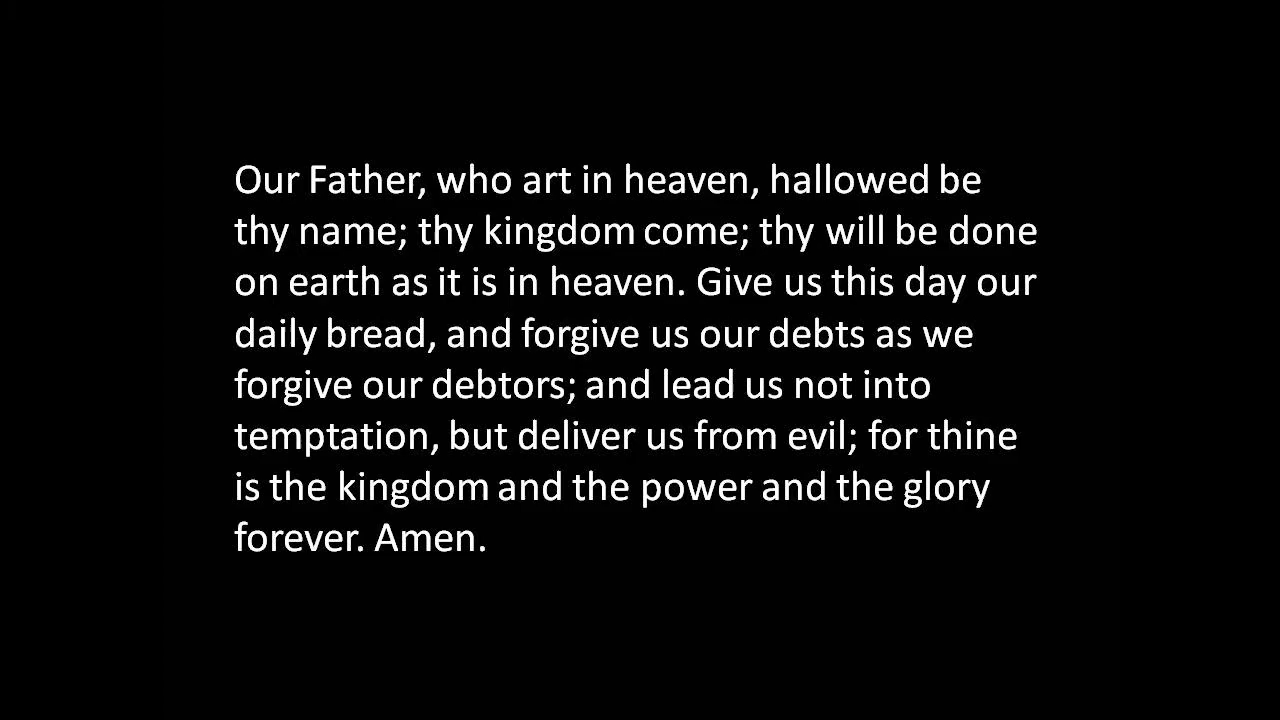 Our Father, who art in heaven, hallowed be
thy name; thy kingdom come; thy will be done
on earth as it is in heaven. Give us this day our
daily bread, and forgive us our debts as we
forgive our debtors; and lead us not into
temptation, but deliver us from evil; for thine
is the kingdom and the power and the glory
forever. Amen.